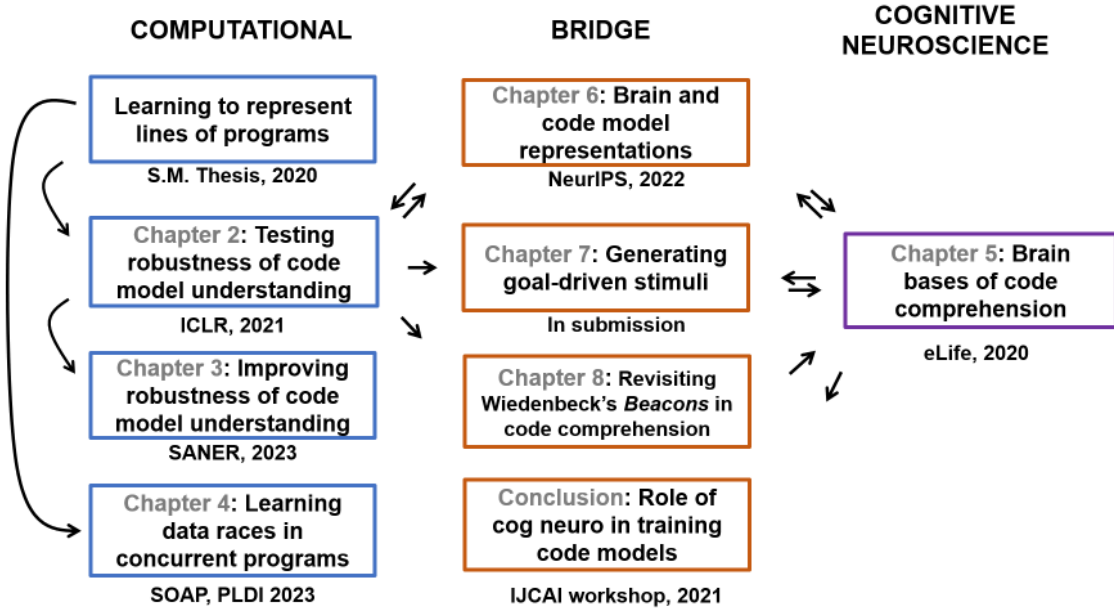 COMPUTATIONAL
Learning to represent
lines of programs
S.M. Thesis, 2020
Chapter 2: Testing
robustness of code
model understanding
ICLR, 2021
Chapter 3: Improving
robustness of code
model understanding
SANER, 2023
Chapter 4: Learning
data races in
concurrent programs
SOAP, PLDI 2023
BRIDGE
Chapter 6: Brain and
code model
representations
NeurIPS, 2022
Chapter 7: Generating
goal-driven stimuli
In submission
Chapter 8: Revisiting
Wiedenbeck's Beacons in
code comprehension
Conclusion: Role of
cog neuro in training
code models
IJCAI workshop, 2021
COGNITIVE
NEUROSCIENCE
Chapter 5: Brain
bases of code
comprehension
eLife, 2020